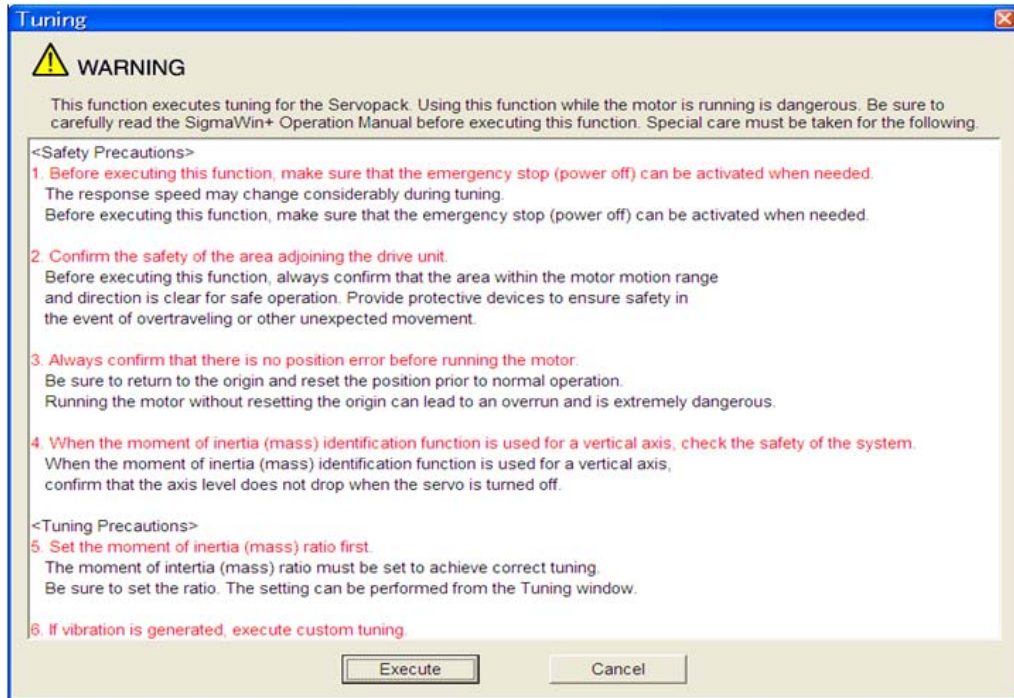 Tuning
WARNING
This function executes tuning for the Servopack. Using this function while the motor is running is dangerous. Be sure to
carefully read the SigmaWin+ Operation Manual before executing this function. Special care must be taken for the following.
<Safety Precautions>
1. Before executing this function, make sure that the emergency stop (power off) can be activated when needed.
The response speed may change considerably during tuning.
Before executing this function, make sure that the emergency stop (power off) can be activated when needed.
2. Confirm the safety of the area adjoining the drive unit.
Before executing this function, always confirm that the area within the motor motion range
and direction is clear for safe operation. Provide protective devices to ensure safety in
the event of overtraveling or other unexpected movement.
3. Always confirm that there is no position error before running the motor.
Be sure to return to the origin and reset the position prior to normal operation.
Running the motor without resetting the origin can lead to an overrun and is extremely dangerous.
4. When the moment of inertia (mass) identification function is used for a vertical axis, check the safety of the system.
When the moment of inertia (mass) identification function is used for a vertical axis,
confirm that the axis level does not drop when the servo is turned off.
<Tuning Precautions>
5. Set the moment of inertia (mass) ratio first.
The moment of intertia (mass) ratio must be set to achieve correct tuning.
Be sure to set the ratio. The setting can be performed from the Tuning window.
6. If vibration is generated, execute custom tuning.
Execute
Cancel